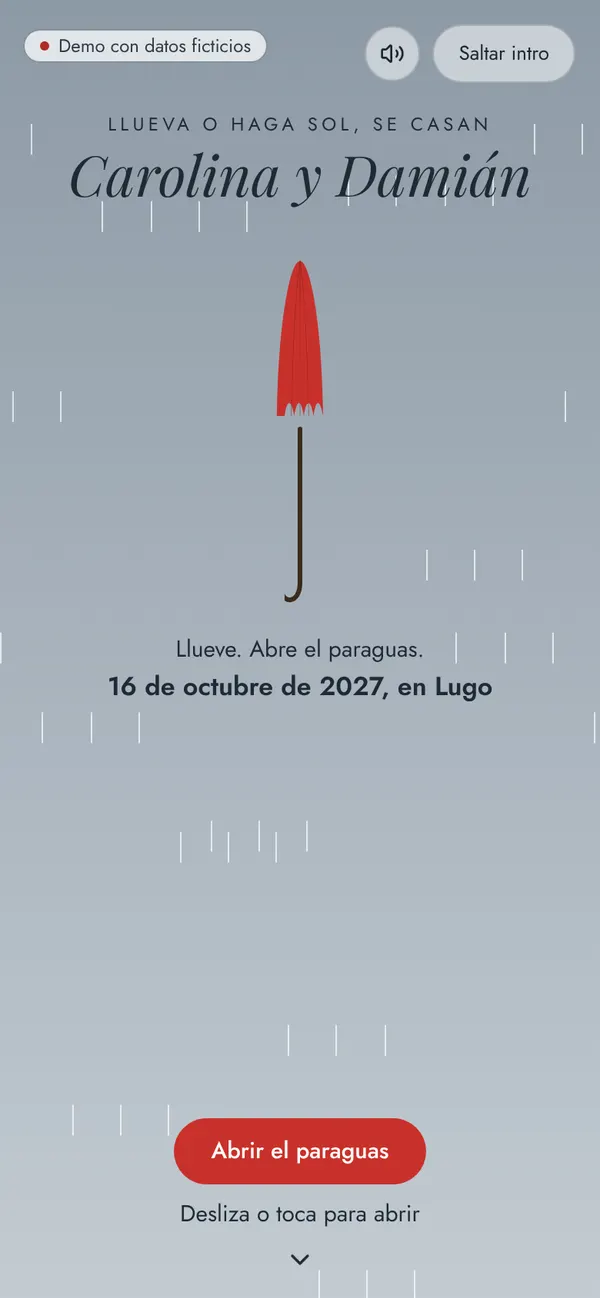 Demo con datos ficticios
Saltar intro
LLUEVA O HAGA SOL, SE CASAN
Carolina y Damián
Llueve. Abre el paraguas.
16 de octubre de 2027, en Lugo
Abrir el paraguas
Desliza o toca para abrir